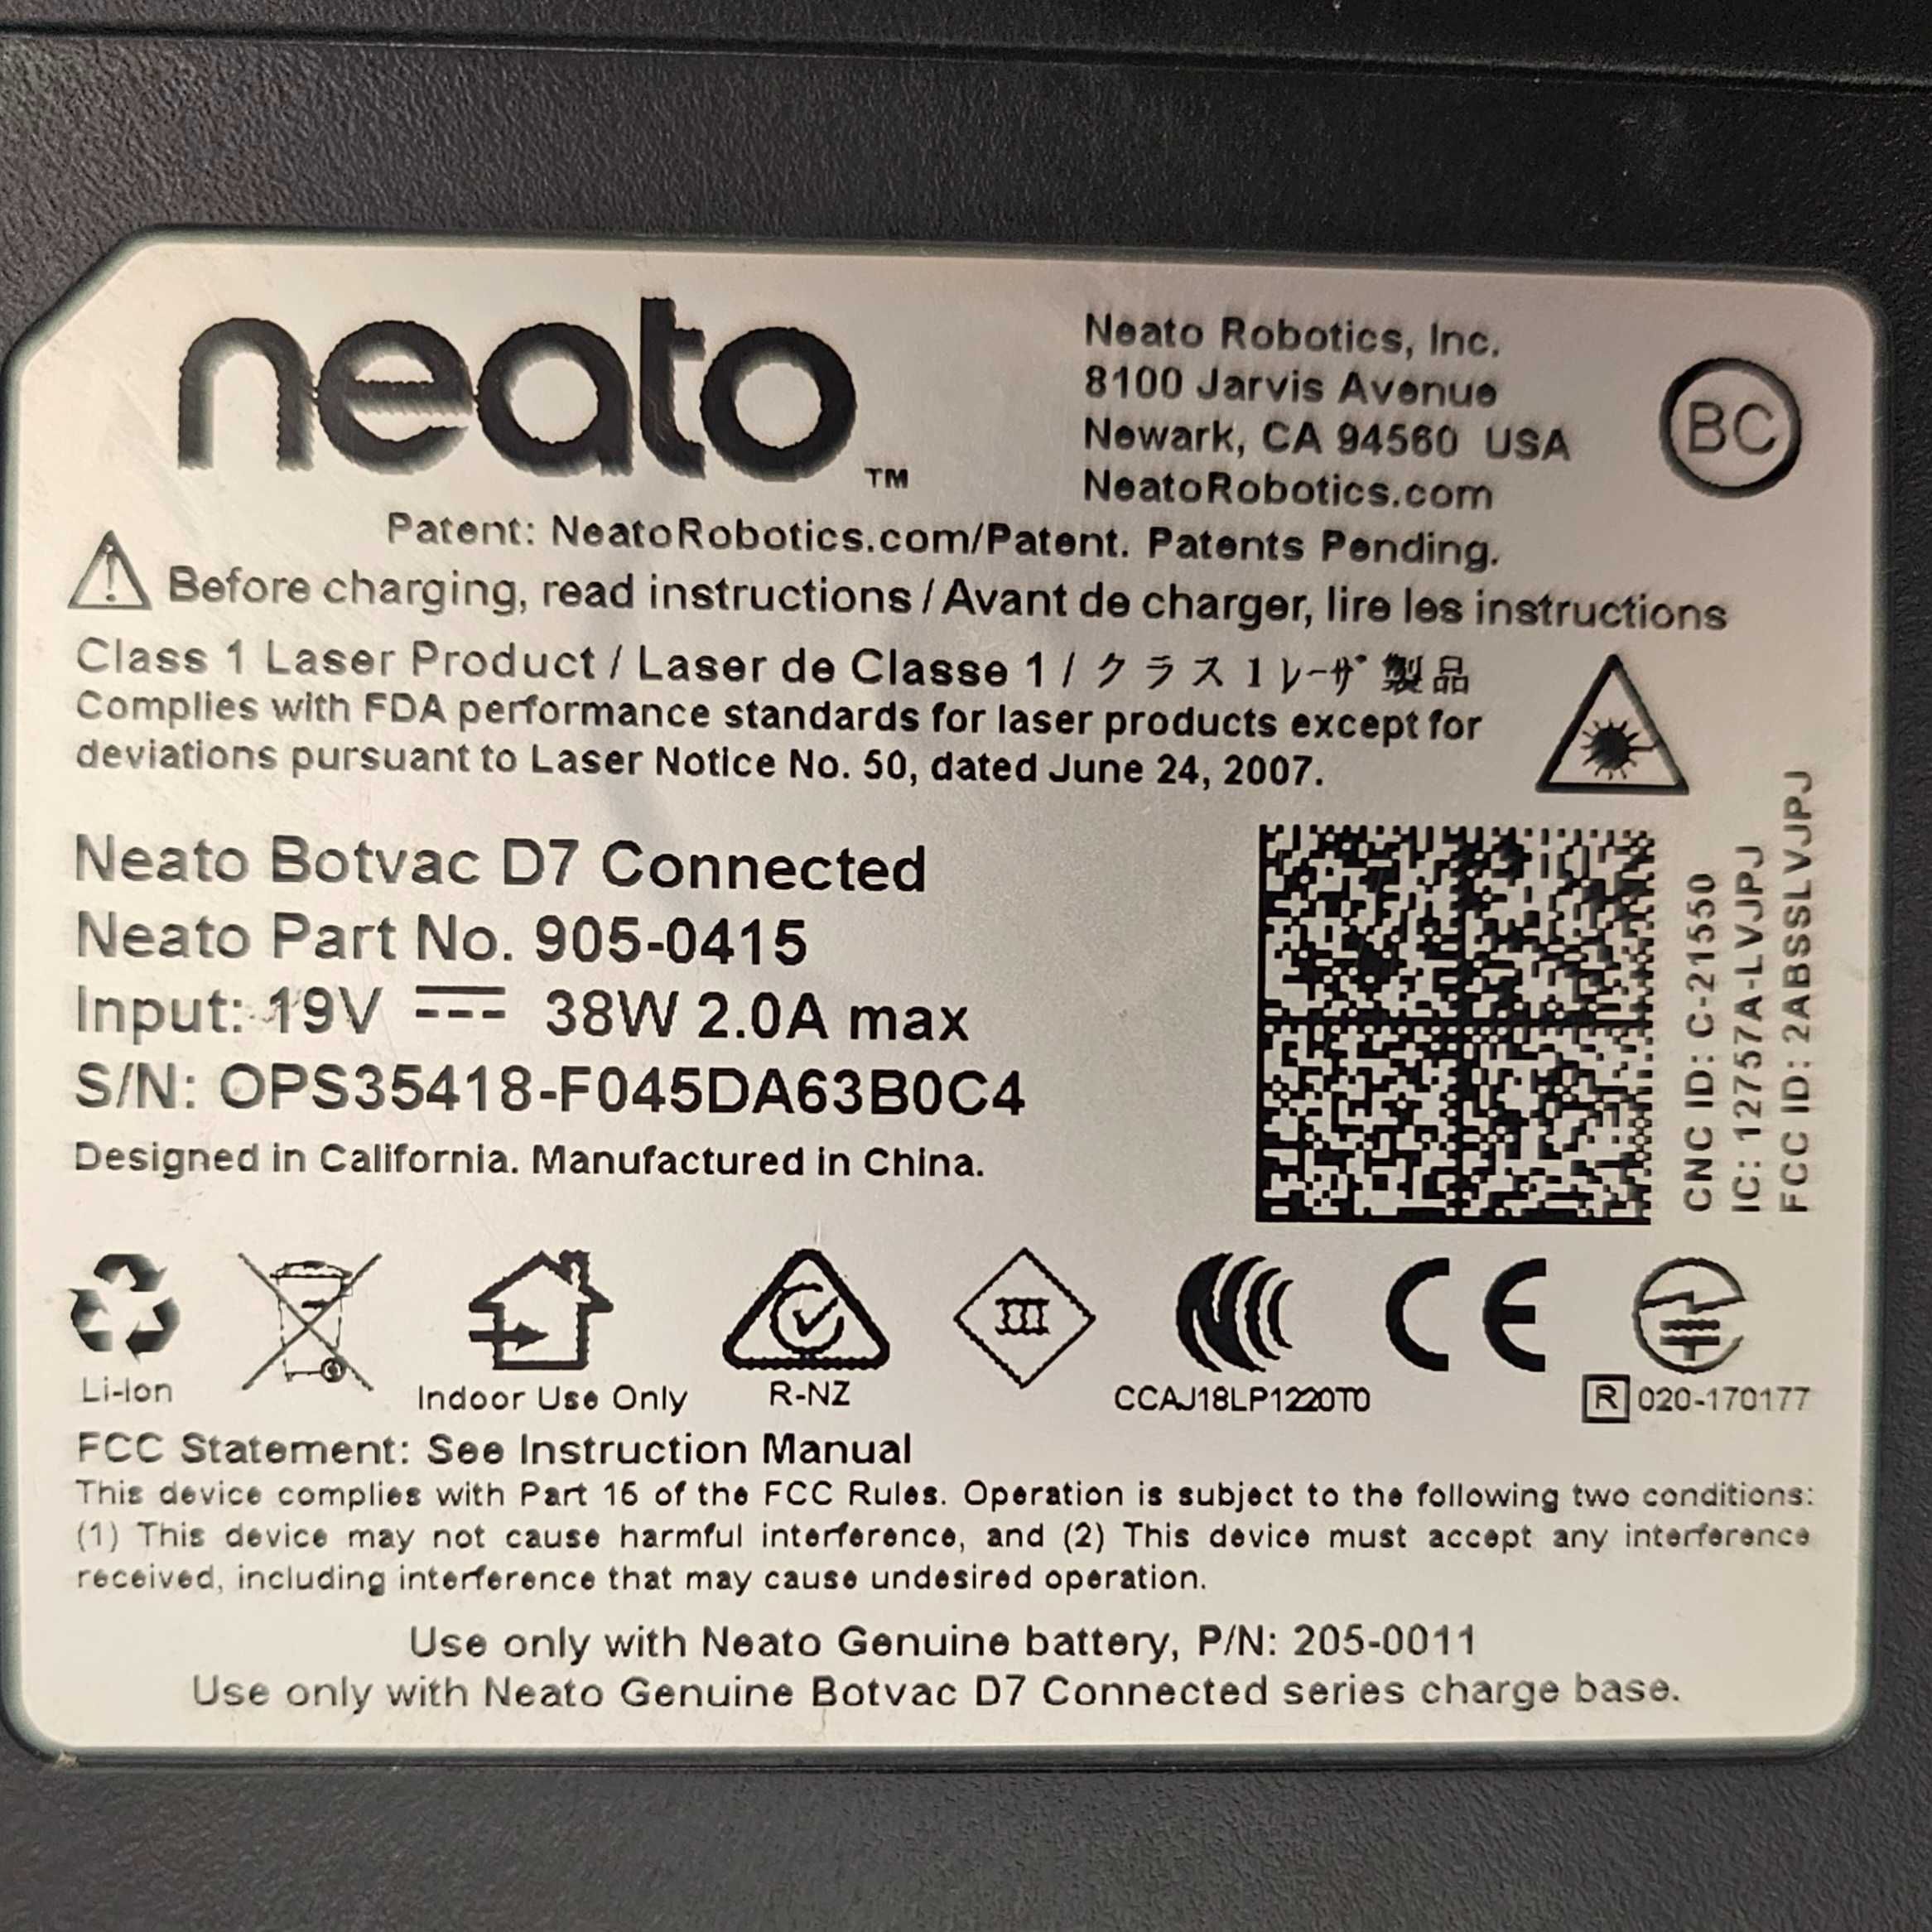 neato
TM
Neato Robotics, Inc.
8100 Jarvis Avenue
Newark, CA 94560 USA
NeatoRobotics.com
BC
Patent: NeatoRobotics.com/Patent. Patents Pending.
Before charging, read instructions / Avant de charger, lire les instructions
Class 1 Laser Product / Laser de Classe 1 / クラス 1 レーザ 製品
Complies with FDA performance standards for laser products except for
deviations pursuant to Laser Notice No. 50, dated June 24, 2007.
Neato Botvac D7 Connected
Neato Part No. 905-0415
Input: 19V 38W 2.0A max
S/N: OPS35418-F045DA63B0C4
Designed in California. Manufactured in China.
CNC ID: C-21550
IC: 12757A-LVJPJ
FCC ID: 2ABSSLVJPJ
III
CE
Li-Ion
Indoor Use Only
R-NZ
CCAJ18LP1220T0
R 020-170177
FCC Statement: See Instruction Manual
This device complies with Part 15 of the FCC Rules. Operation is subject to the following two conditions:
(1) This device may not cause harmful interference, and (2) This device must accept any interference
received, including interference that may cause undesired operation.
Use only with Neato Genuine battery, P/N: 205-0011
Use only with Neato Genuine Botvac D7 Connected series charge base.